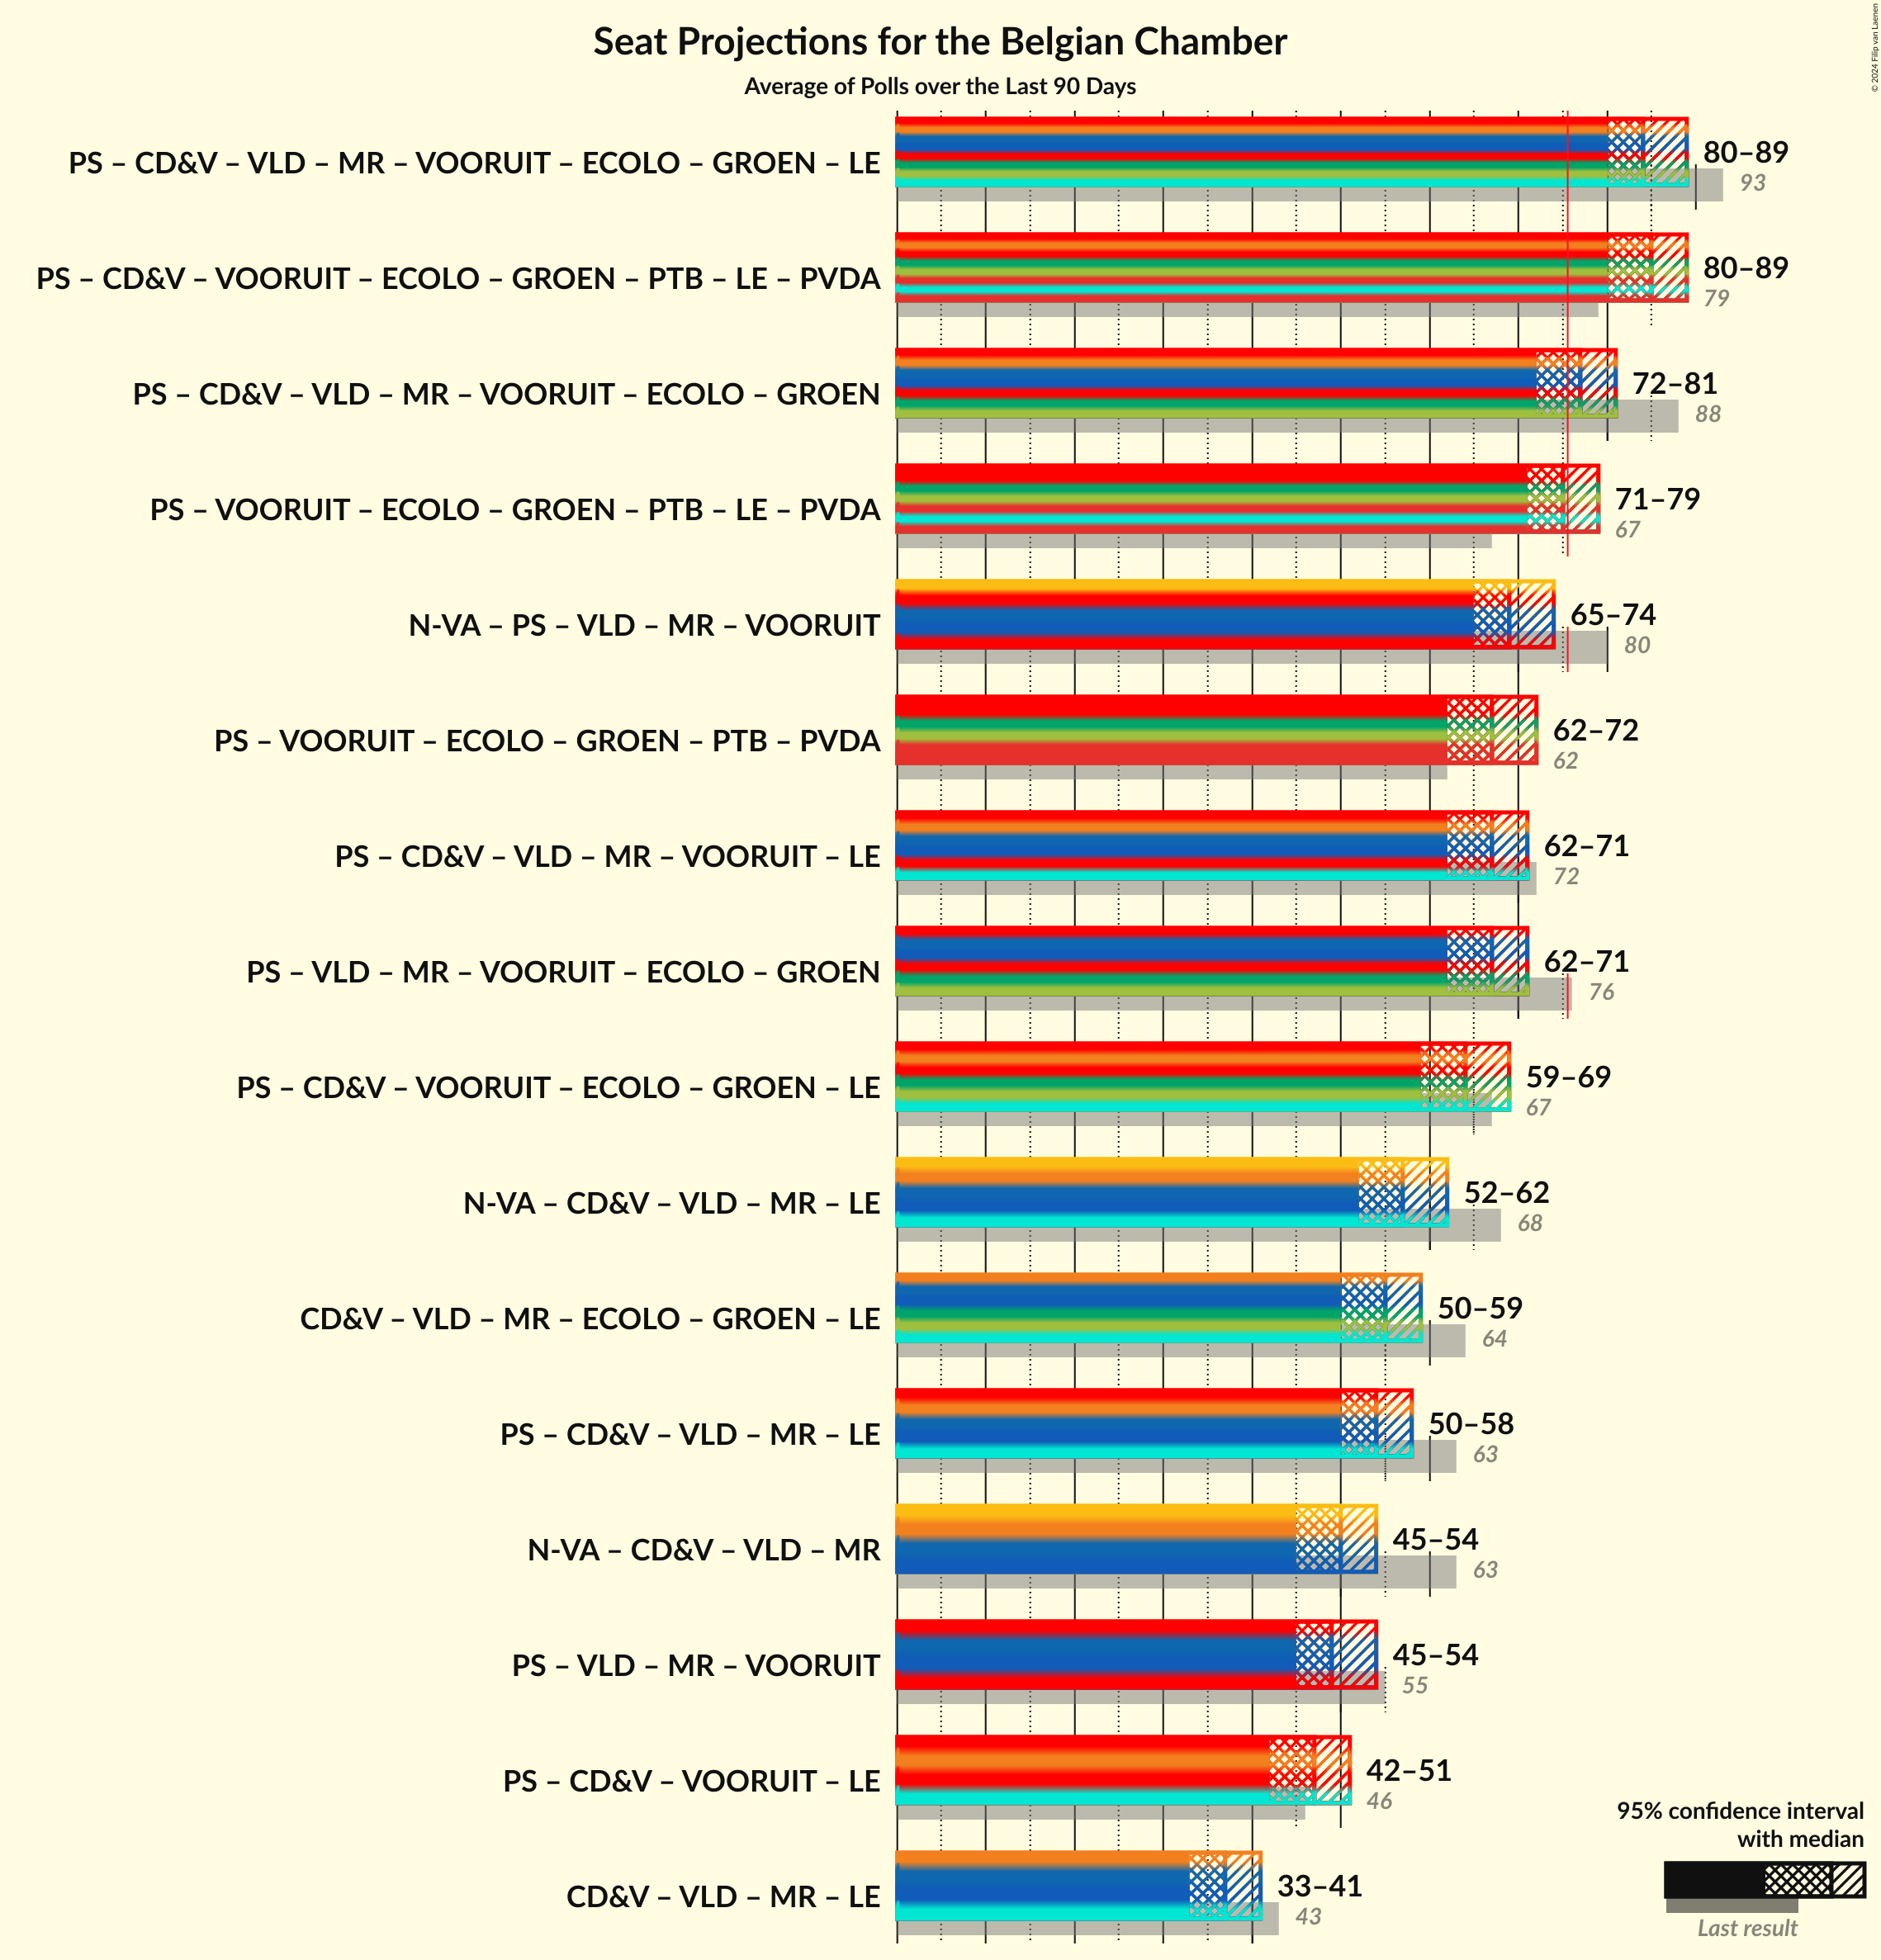 Seat Projections for the Belgian Chamber
Average of Polls over the Last 90 Days
© 2024 Filip van Laenen
PS – CD&V – VLD – MR – VOORUIT – ECOLO – GROEN – LE
80–89
93
PS – CD&V – VOORUIT – ECOLO – GROEN – PTB – LE – PVDA
80–89
79
PS – CD&V – VLD – MR – VOORUIT – ECOLO – GROEN
72–81
88
PS – VOORUIT – ECOLO – GROEN – PTB – LE – PVDA
71–79
67
N-VA – PS – VLD – MR – VOORUIT
65–74
80
PS – VOORUIT – ECOLO – GROEN – PTB – PVDA
62–72
62
PS – CD&V – VLD – MR – VOORUIT – LE
62–71
72
PS – VLD – MR – VOORUIT – ECOLO – GROEN
62–71
76
PS – CD&V – VOORUIT – ECOLO – GROEN – LE
59–69
67
N-VA – CD&V – VLD – MR – LE
52–62
68
CD&V – VLD – MR – ECOLO – GROEN – LE
50–59
64
PS – CD&V – VLD – MR – LE
50–58
63
N-VA – CD&V – VLD – MR
45–54
63
PS – VLD – MR – VOORUIT
45–54
55
PS – CD&V – VOORUIT – LE
42–51
46
CD&V – VLD – MR – LE
33–41
43
95% confidence interval
with median
Last result